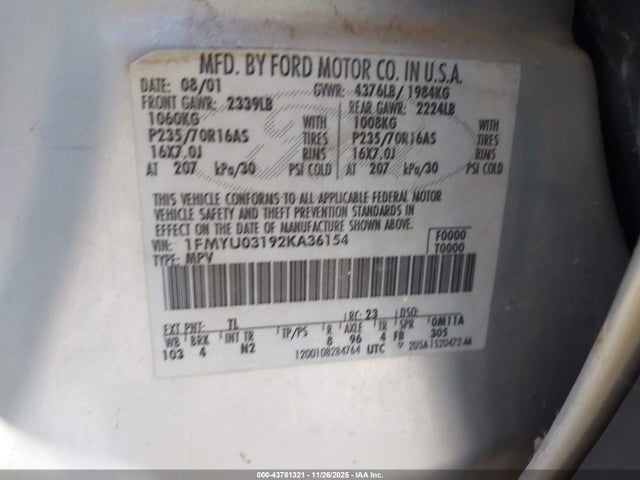 MFD. BY FORD MOTOR CO. IN U.S.A.
DATE: 08/01 GVWR: 4376LB/ 1984KG
FRONT GAWR: 2339LB REAR GAWR: 2224LB
1060KG WITH 1008KG WITH
P235/70R16AS TIRES P235/70R16AS TIRES
16X7.0J RIMS 16X7.0J RIMS
AT 207 kPa/30 PSI COLD AT 207 kPa/30 PSI COLD
THIS VEHICLE CONFORMS TO ALL APPLICABLE FEDERAL MOTOR
VEHICLE SAFETY AND THEFT PREVENTION STANDARDS IN
EFFECT ON THE DATE OF MANUFACTURE SHOWN ABOVE.
VIN: 1FMYU03192KA36154 F0000
TYPE: MPV T0000
EXT PNT: TL RC: 23 DSO:
WB BRK INT TR TP/PS R AXLE TR SPR 0M11A
103 4 N2 8 96 4 FB 305
1200108284764 UTC 2USA1520472AA
000-43781321 | 11/26/2025 - IAA INC.